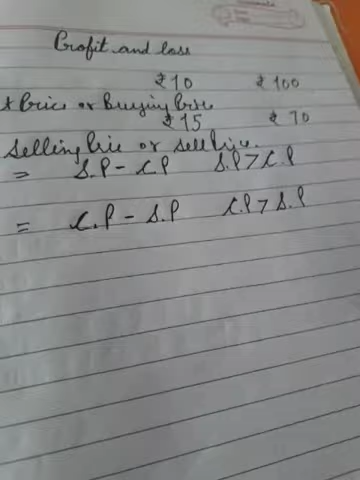 Profit and loss
₹10 ₹100
t Price or Buying Price
₹15 ₹70
Selling Price or sell Price.
= S.P - C.P S.P > C.P
= C.P - S.P C.P > S.P